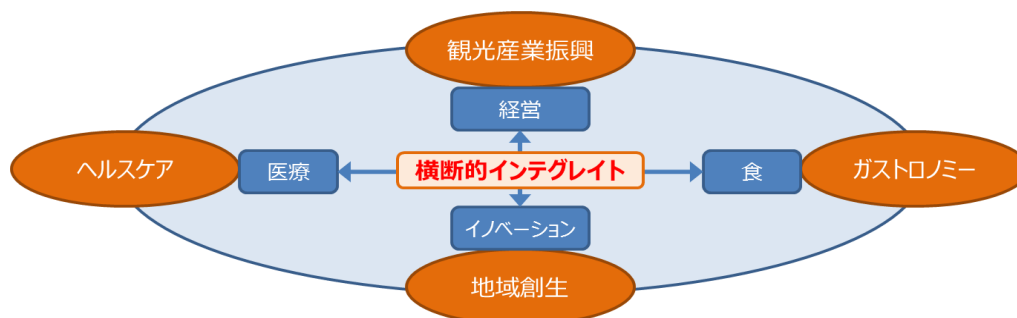 観光産業振興
経営
ヘルスケア
医療
横断的インテグレイト
食
ガストロノミー
イノベーション
地域創生